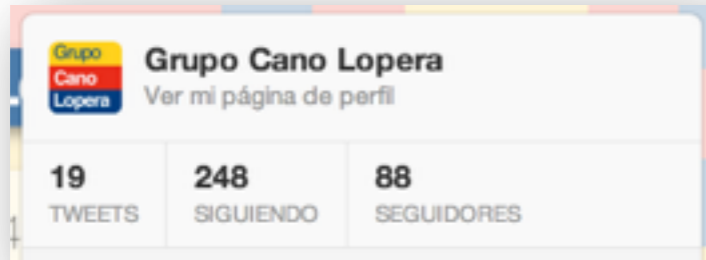 Grupo
Cano
Lopera
Grupo Cano Lopera
Ver mi página de perfil
19
248
88
TWEETS
SIGUIENDO
SEGUIDORES